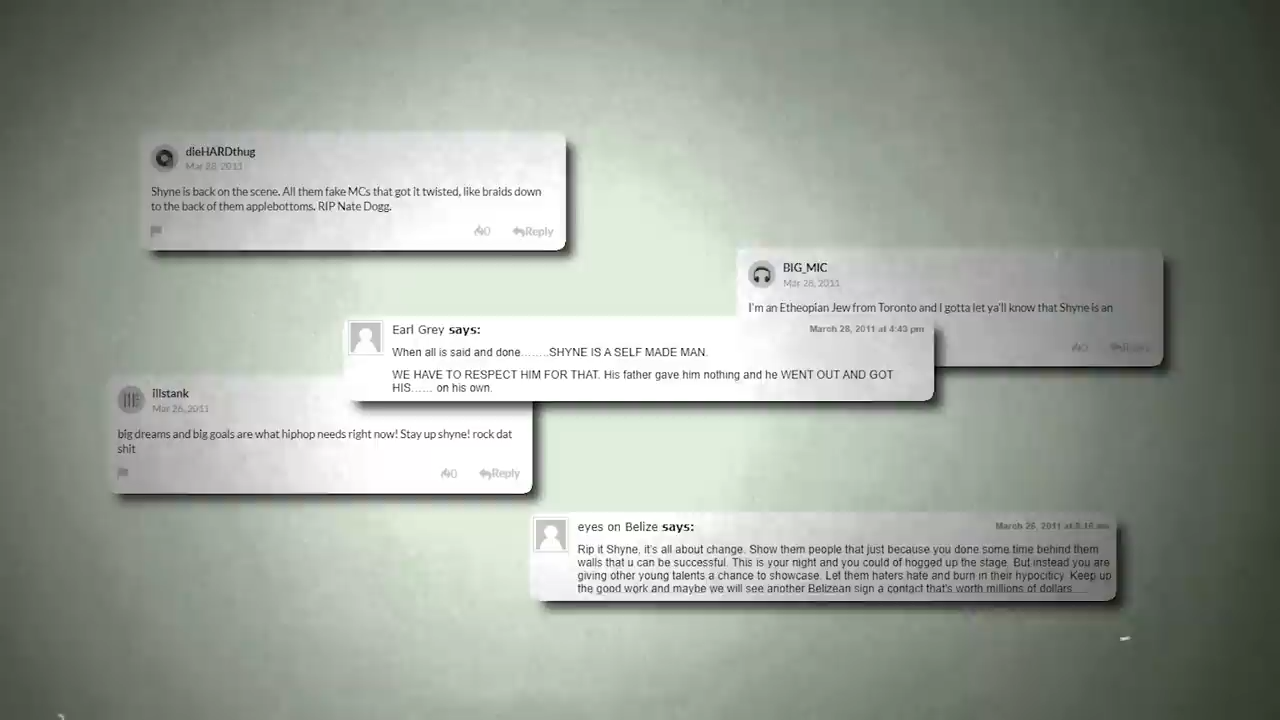 dieHARDthug
Mar 28, 2011
Shyne is back on the scene. All them fake MCs that got it twisted, like braids down
to the back of them applebottoms. RIP Nate Dogg.
0
Reply
BIG_MIC
Mar 28, 2011
I'm an Etheopian Jew from Toronto and I gotta let ya'll know that Shyne is an
0
Reply
Earl Grey says:
March 28, 2011 at 4:43 pm
When all is said and done........SHYNE IS A SELF MADE MAN.
WE HAVE TO RESPECT HIM FOR THAT. His father gave him nothing and he WENT OUT AND GOT
HIS...... on his own.
illstank
Mar 26, 2011
big dreams and big goals are what hiphop needs right now! Stay up shyne! rock dat
shit
0
Reply
eyes on Belize says:
March 26, 2011 at 8:16 am
Rip it Shyne, it's all about change. Show them people that just because you done some time behind them
walls that u can be successful. This is your night and you could of hogged up the stage. But instead you are
giving other young talents a chance to showcase. Let them haters hate and burn in their hypociticy. Keep up
the good work and maybe we will see another Belizean sign a contact that's worth millions of dollars.....